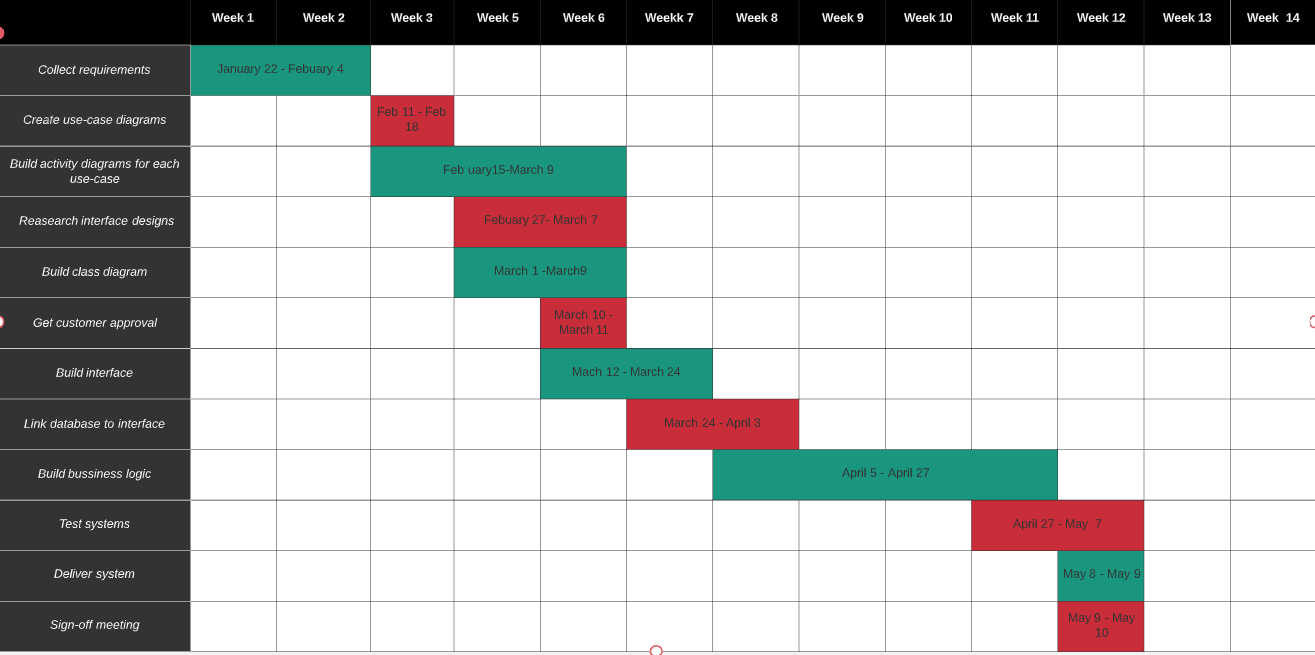 Week 1 Week 2 Week 3 Week 5 Week 6 Weekk 7 Week 8 Week 9 Week 10 Week 11 Week 12 Week 13 Week  14
Collect requirements January 22 - Febuary 4
Create use-case diagrams Feb 11 - Feb
18
Build activity diagrams for each
use-case Feb uary15-March 9
Reasearch interface designs Febuary 27- March 7
Build class diagram March 1 -March9
Get customer approval March 10 -
March 11
Build interface Mach 12 - March 24
Link database to interface March 24 - April 3
Build bussiness logic April 5 - April 27
Test systems April 27 - May  7
Deliver system May 8 - May 9
Sign-off meeting May 9 - May
10